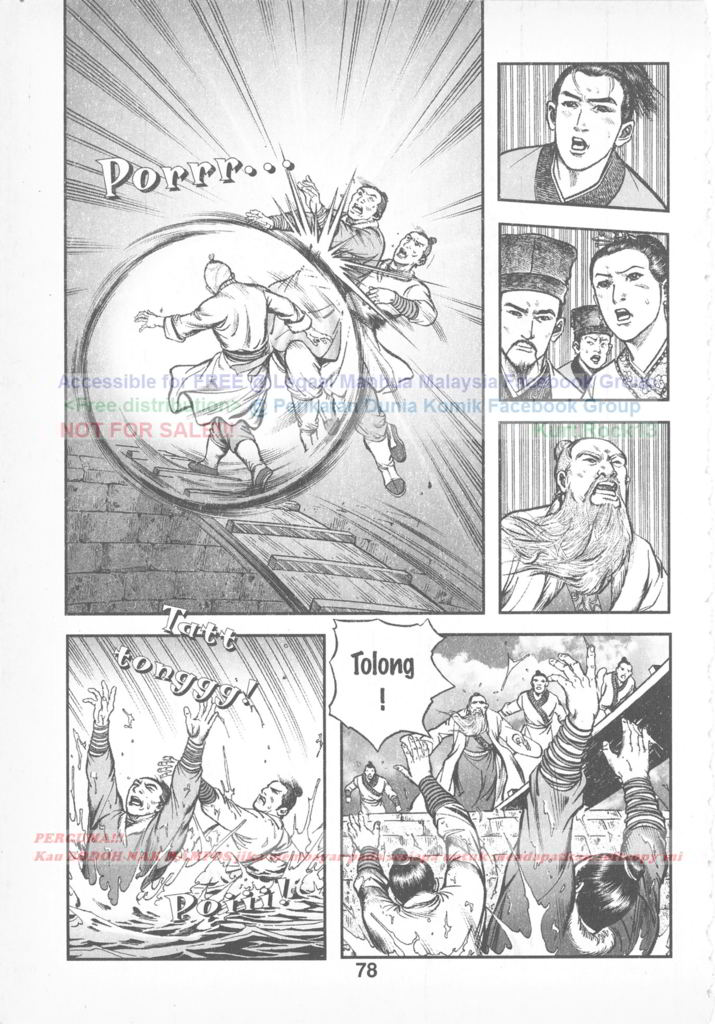 Porrr...
Accessible for FREE @ Legasi Manhua Malaysia Facebook Group
<Free distribution> @ Perikatan Dunia Komik Facebook Group
NOT FOR SALE!!!
Tatt
tonggg!
Tolong
!
PERCUMA!!!
Porrr!
78